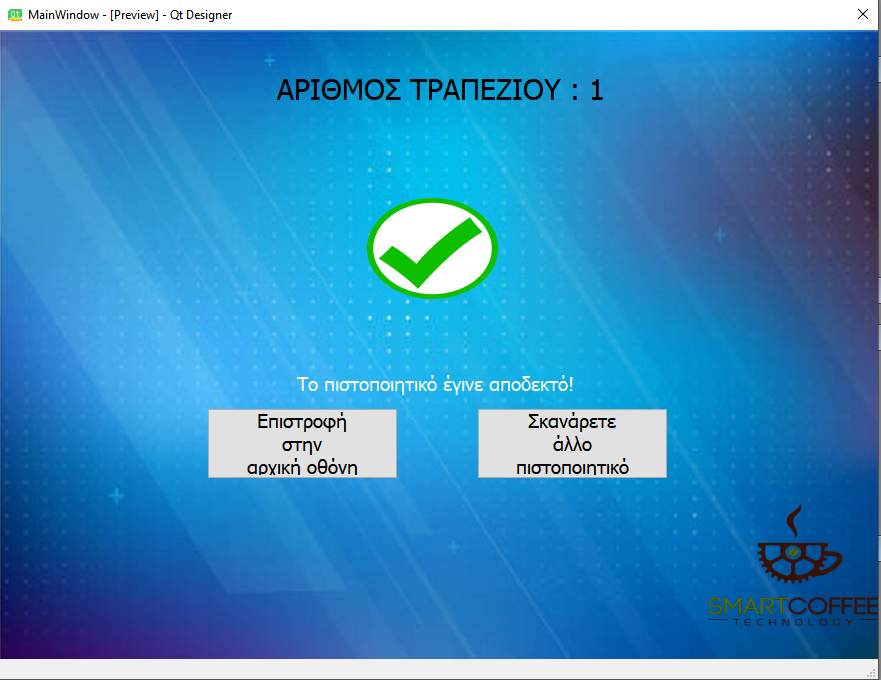 MainWindow - [Preview] - Qt Designer
ΑΡΙΘΜΟΣ ΤΡΑΠΕΖΙΟΥ : 1
Το πιστοποιητικό έγινε αποδεκτό!
Επιστροφή
στην
αρχική οθόνη
Σκανάρετε
άλλο
πιστοποιητικό
SMARTCOFFEE
TECHNOLOGY